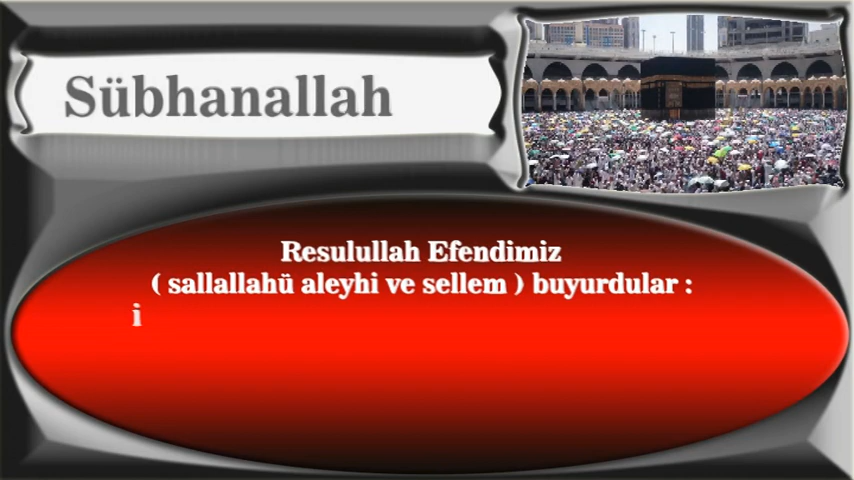 Sübhanallah
Resulullah Efendimiz
( sallallahü aleyhi ve sellem ) buyurdular :
i